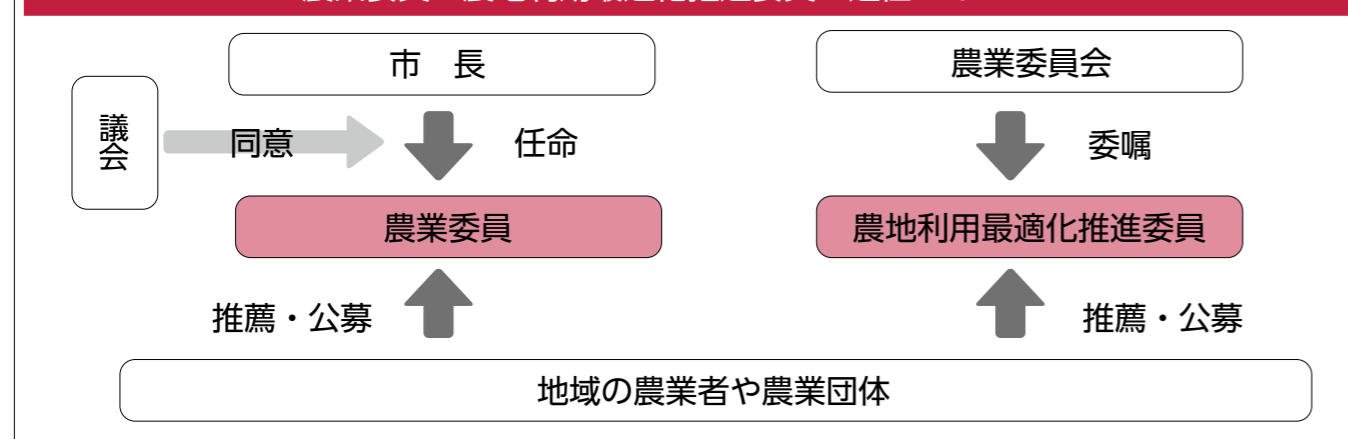 市　長
農業委員会
議会
同意
任命
委嘱
農業委員
農地利用最適化推進委員
推薦・公募
推薦・公募
地域の農業者や農業団体